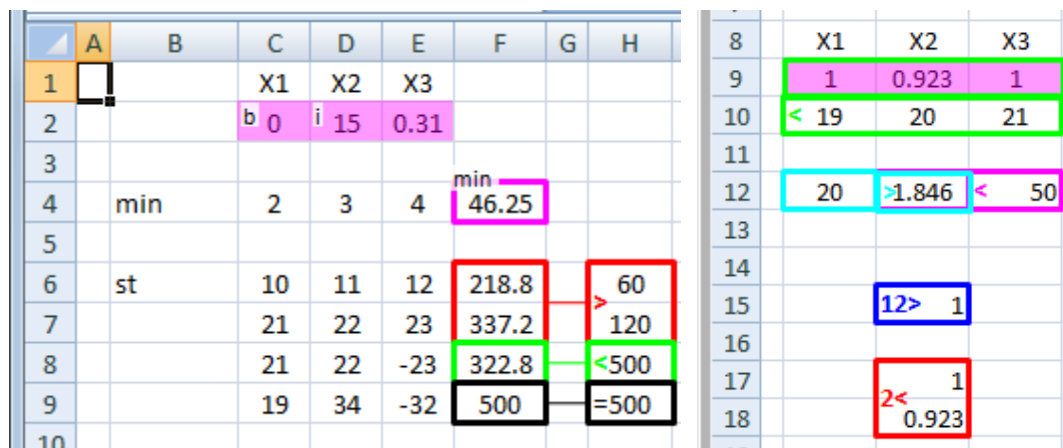 A B C D E F G H
1 X1 X2 X3
2 b 0 i 15 0.31
3 min
4 min 2 3 4 46.25
5
6 st 10 11 12 218.8 > 60
7 21 22 23 337.2 120
8 21 22 -23 322.8 <500
9 19 34 -32 500 =500
10
8 X1 X2 X3
9 1 0.923 1
10 < 19 20 21
11
12 20 >1.846 < 50
13
14
15 12> 1
16
17 1
2<
18 0.923